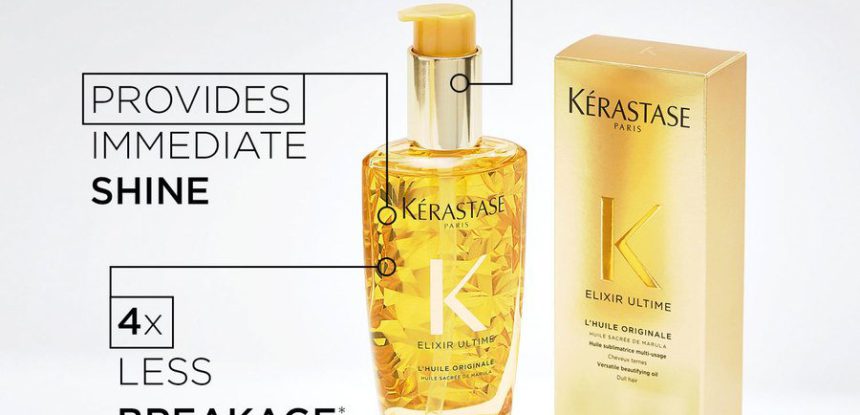 PROVIDES
IMMEDIATE
SHINE
4x
LESS
BREAKAGE*
KÉRASTASE
PARIS
K
ELIXIR ULTIME
L'HUILE ORIGINALE
HUILE SACRÉE DE MARULA
KÉRASTASE
PARIS
K
ELIXIR ULTIME
L'HUILE ORIGINALE
HUILE SACRÉE DE MARULA
Huile sublimatrice multi-usage
Cheveux ternes
Versatile beautifying oil
Dull hair